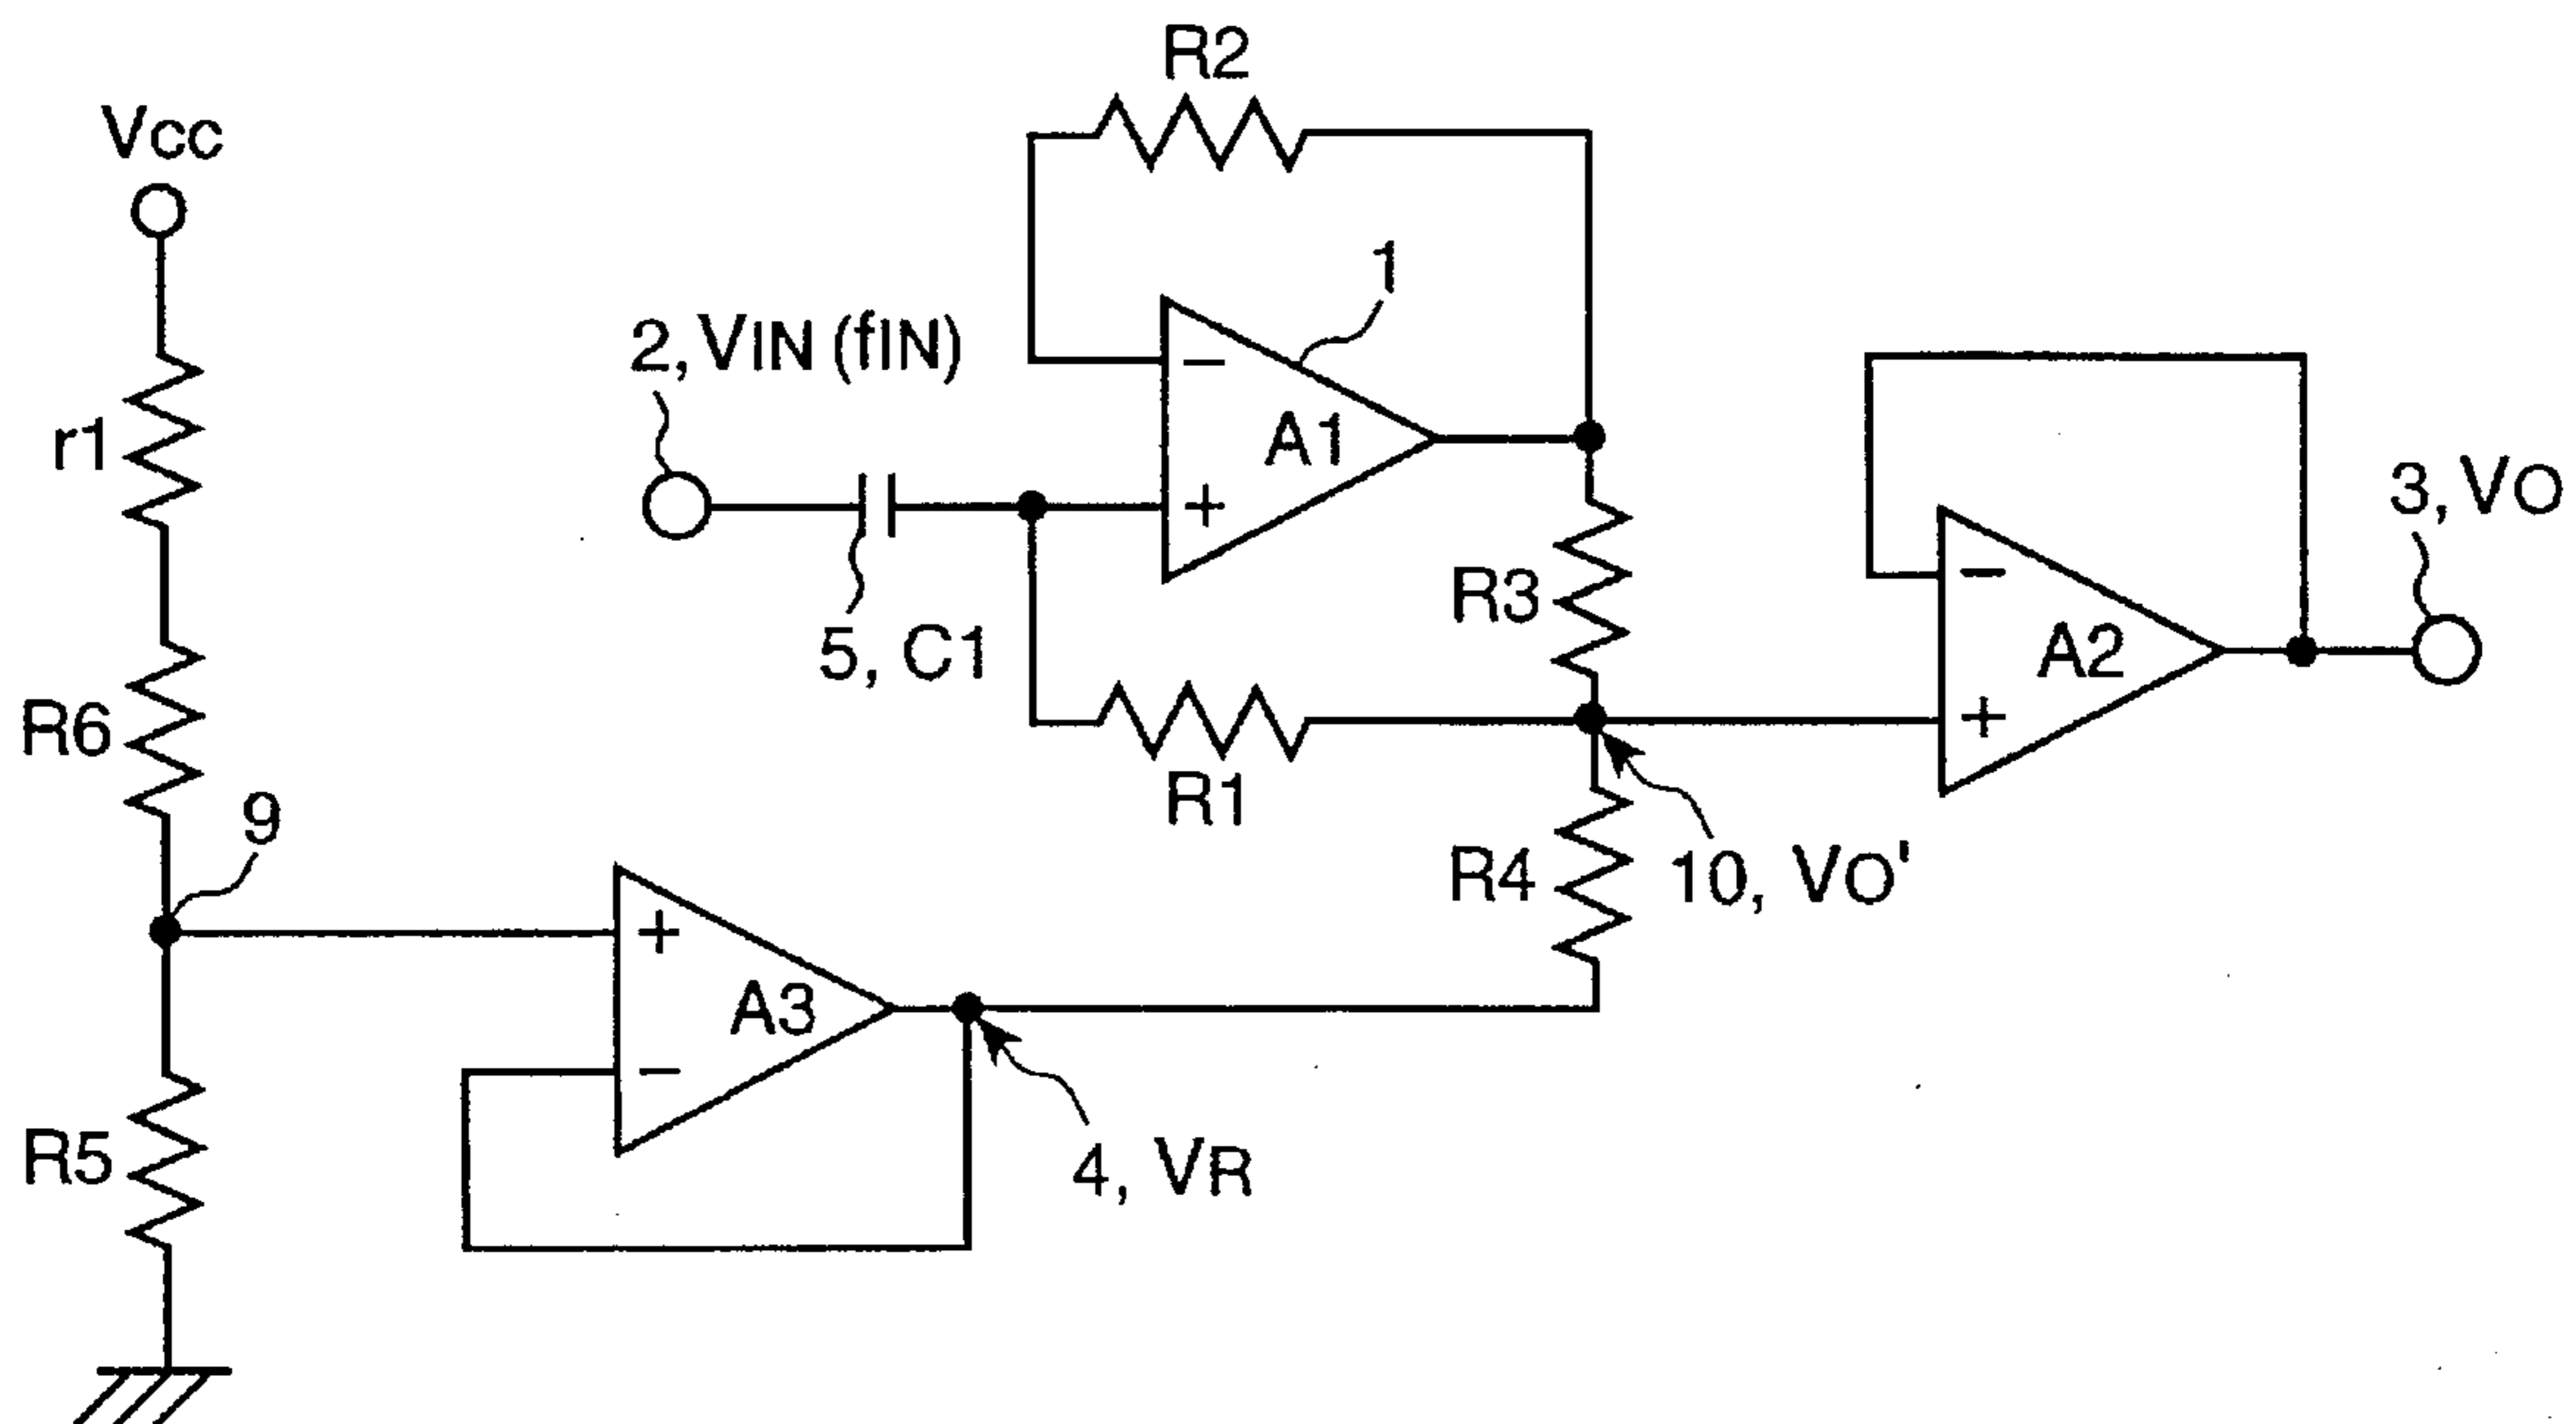 R2
Vcc
1
2, VIN (fIN)
−
A1
+
r1
3, VO
−
A2
+
R3
5, C1
R6
R1
9
R4
10, VO'
+
A3
−
R5
4, VR